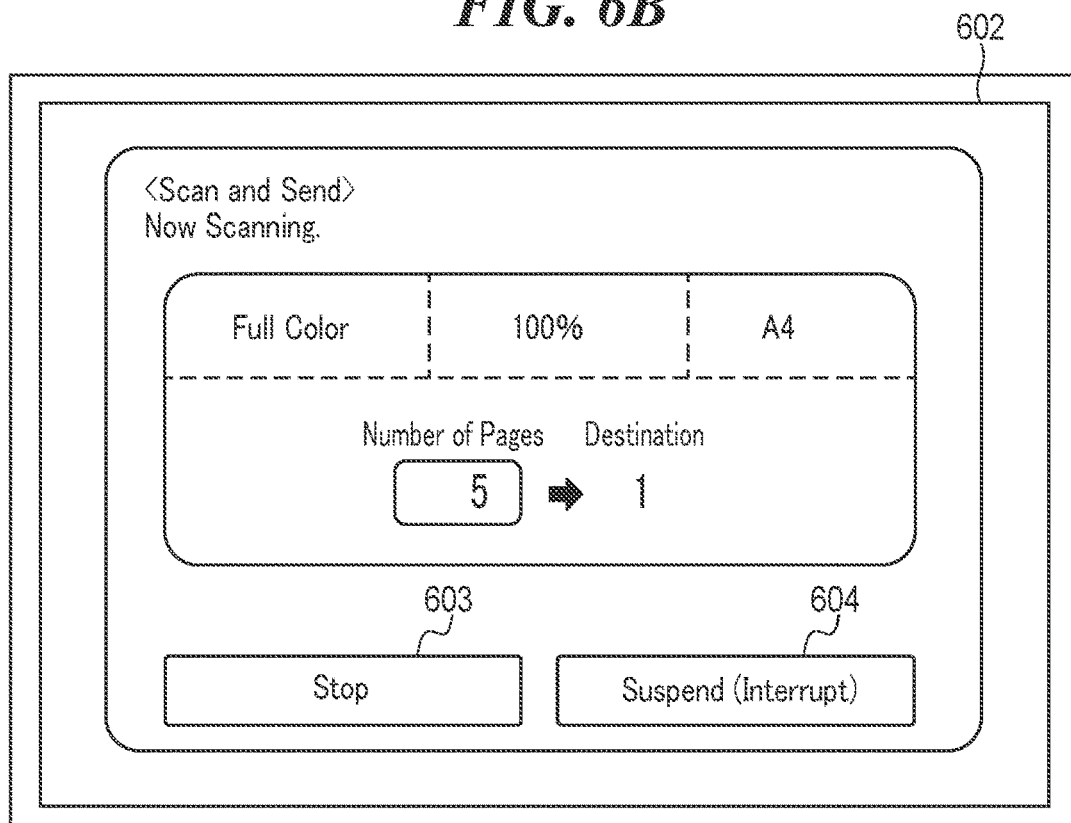 FIG. 6B
602
<Scan and Send>
Now Scanning.
Full Color 100% A4
Number of Pages Destination
5 ➡ 1
603 604
Stop Suspend (Interrupt)